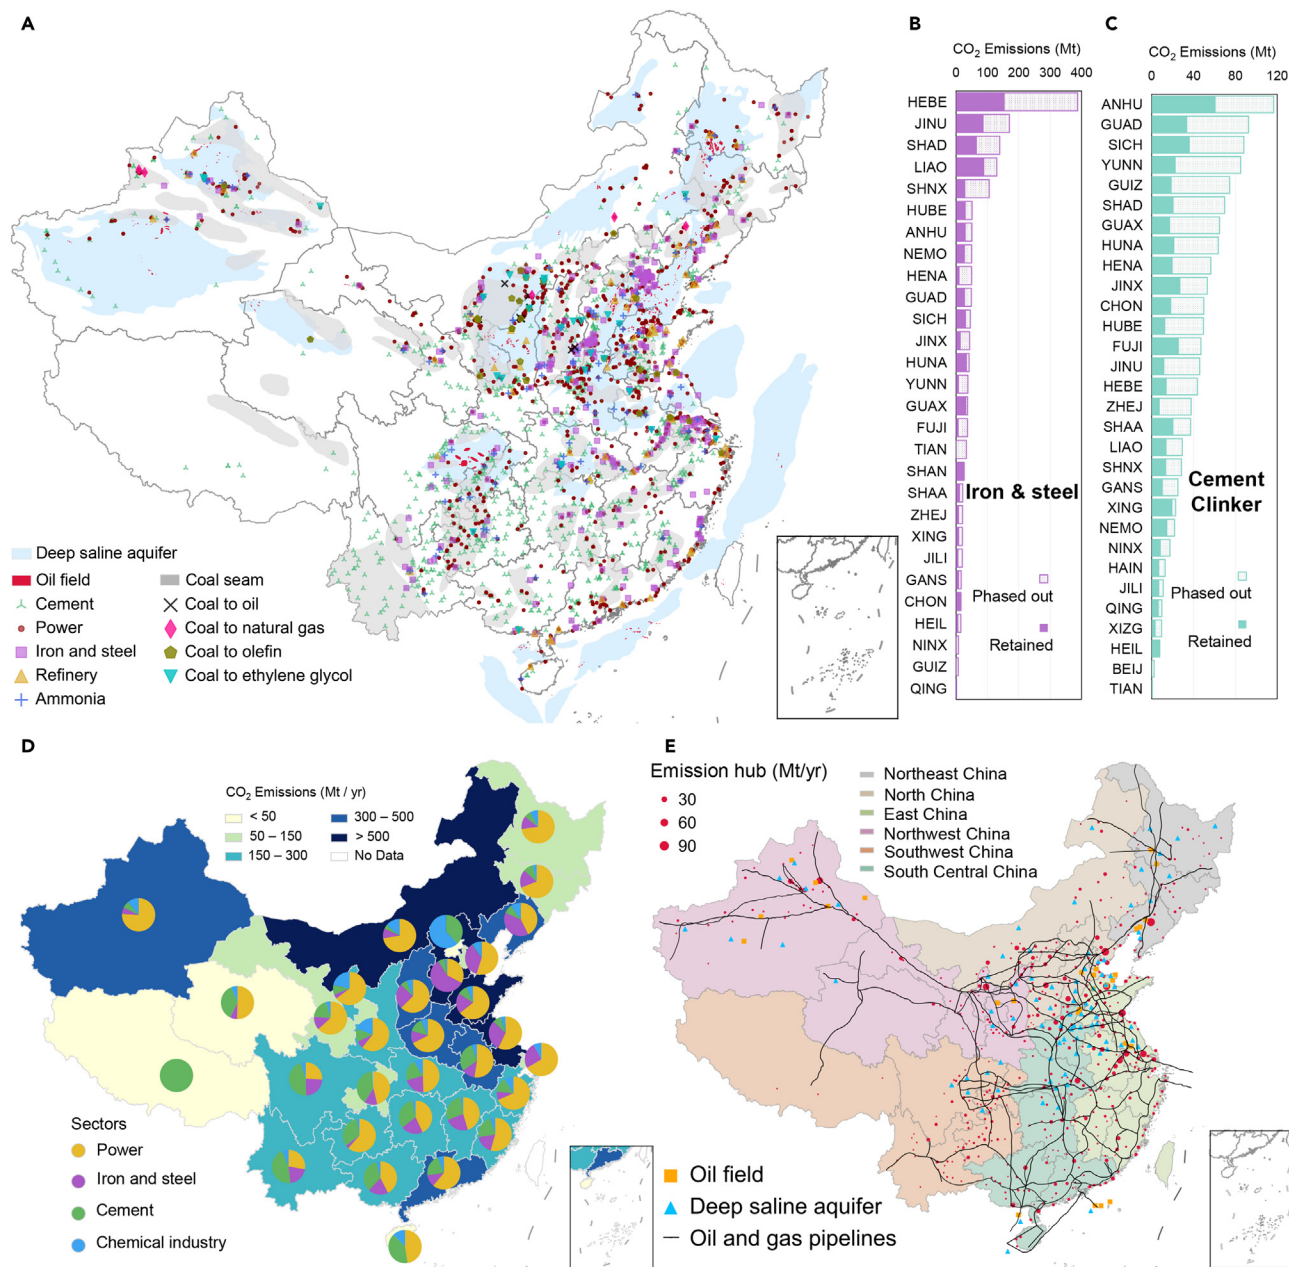 A
Deep saline aquifer
Oil field
Cement
Power
Iron and steel
Refinery
Ammonia
Coal seam
Coal to oil
Coal to natural gas
Coal to olefin
Coal to ethylene glycol
B
CO2 Emissions (Mt)
0 100 200 300 400
HEBE
JINU
SHAD
LIAO
SHNX
HUBE
ANHU
NEMO
HENA
GUAD
SICH
JINX
HUNA
YUNN
GUAX
FUJI
TIAN
SHAN
SHAA
ZHEJ
XING
JILI
GANS
CHON
HEIL
NINX
GUIZ
QING
Iron & steel
Phased out
Retained
C
CO2 Emissions (Mt)
0 40 80 120
ANHU
GUAD
SICH
YUNN
GUIZ
SHAD
GUAX
HUNA
HENA
JINX
CHON
HUBE
FUJI
JINU
HEBE
ZHEJ
SHAA
LIAO
SHNX
GANS
XING
NEMO
NINX
HAIN
JILI
QING
XIZG
HEIL
BEIJ
TIAN
Cement
Clinker
Phased out
Retained
D
CO2 Emissions (Mt / yr)
< 50
50 – 150
150 – 300
300 – 500
> 500
No Data
Sectors
Power
Iron and steel
Cement
Chemical industry
E
Emission hub (Mt/yr)
30
60
90
Northeast China
North China
East China
Northwest China
Southwest China
South Central China
Oil field
Deep saline aquifer
Oil and gas pipelines